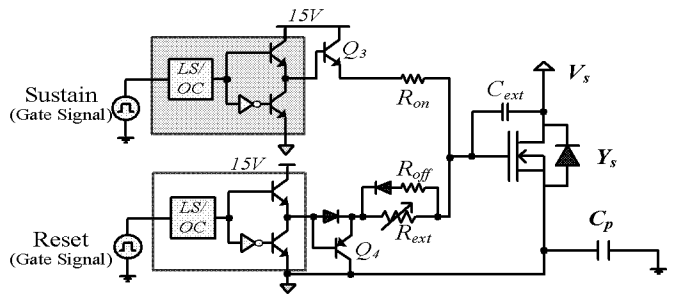 15V
Q3
LS/
OC
Sustain
(Gate Signal)
Ron
Cext
Vs
Ys
15V
LS/
OC
Roff
Rext
Q4
Reset
(Gate Signal)
Cp